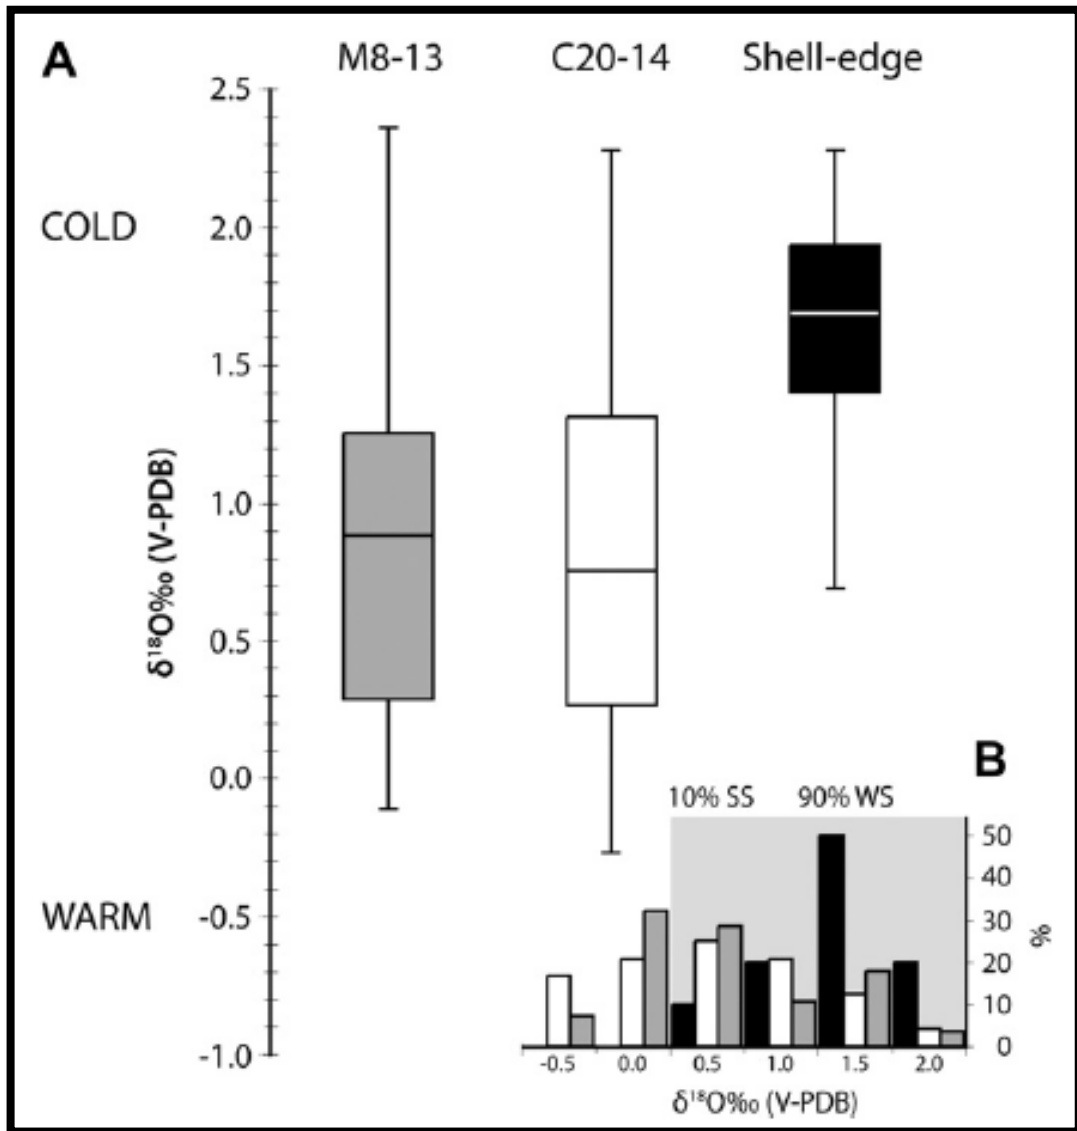 A
M8-13 C20-14 Shell-edge
2.5
COLD 2.0
1.5
1.0
0.5
0.0
WARM -0.5
-1.0
δ¹⁸O‰ (V-PDB)
B
10% SS 90% WS
50
40
30
20
10
0
%
-0.5 0.0 0.5 1.0 1.5 2.0
δ¹⁸O‰ (V-PDB)